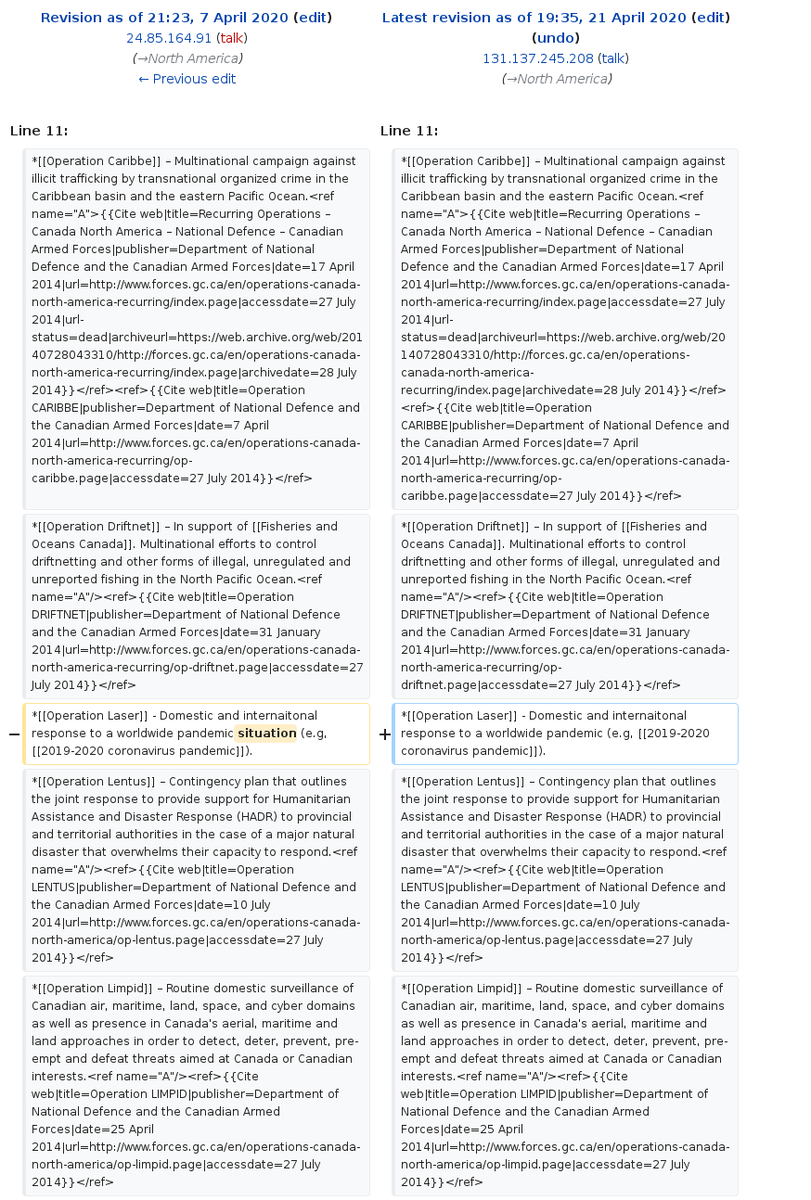 Revision as of 21:23, 7 April 2020 (edit)
24.85.164.91 (talk)
(→North America)
← Previous edit
Latest revision as of 19:35, 21 April 2020 (edit)
(undo)
131.137.245.208 (talk)
(→North America)
Line 11:
Line 11:
*[[Operation Caribbe]] – Multinational campaign against
illicit trafficking by transnational organized crime in the
Caribbean basin and the eastern Pacific Ocean.<ref
name="A">{{Cite web|title=Recurring Operations –
Canada North America – National Defence – Canadian
Armed Forces|publisher=Department of National
Defence and the Canadian Armed Forces|date=17 April
2014|url=http://www.forces.gc.ca/en/operations-canada-
north-america-recurring/index.page|accessdate=27 July
2014|url-
status=dead|archiveurl=https://web.archive.org/web/201
40728043310/http://forces.gc.ca/en/operations-canada-
north-america-recurring/index.page|archivedate=28 July
2014}}</ref><ref>{{Cite web|title=Operation
CARIBBE|publisher=Department of National Defence and
the Canadian Armed Forces|date=7 April
2014|url=http://www.forces.gc.ca/en/operations-canada-
north-america-recurring/op-
caribbe.page|accessdate=27 July 2014}}</ref>
*[[Operation Caribbe]] – Multinational campaign against
illicit trafficking by transnational organized crime in the
Caribbean basin and the eastern Pacific Ocean.<ref
name="A">{{Cite web|title=Recurring Operations –
Canada North America – National Defence – Canadian
Armed Forces|publisher=Department of National
Defence and the Canadian Armed Forces|date=17 April
2014|url=http://www.forces.gc.ca/en/operations-canada-
north-america-recurring/index.page|accessdate=27 July
2014|url-
status=dead|archiveurl=https://web.archive.org/web/20
140728043310/http://forces.gc.ca/en/operations-
canada-north-america-
recurring/index.page|archivedate=28 July 2014}}</ref>
<ref>{{Cite web|title=Operation
CARIBBE|publisher=Department of National Defence and
the Canadian Armed Forces|date=7 April
2014|url=http://www.forces.gc.ca/en/operations-canada-
north-america-recurring/op-
caribbe.page|accessdate=27 July 2014}}</ref>
*[[Operation Driftnet]] – In support of [[Fisheries and
Oceans Canada]]. Multinational efforts to control
driftnetting and other forms of illegal, unregulated and
unreported fishing in the North Pacific Ocean.<ref
name="A"/><ref>{{Cite web|title=Operation
DRIFTNET|publisher=Department of National Defence
and the Canadian Armed Forces|date=31 January
2014|url=http://www.forces.gc.ca/en/operations-canada-
north-america-recurring/op-driftnet.page|accessdate=27
July 2014}}</ref>
*[[Operation Driftnet]] – In support of [[Fisheries and
Oceans Canada]]. Multinational efforts to control
driftnetting and other forms of illegal, unregulated and
unreported fishing in the North Pacific Ocean.<ref
name="A"/><ref>{{Cite web|title=Operation
DRIFTNET|publisher=Department of National Defence
and the Canadian Armed Forces|date=31 January
2014|url=http://www.forces.gc.ca/en/operations-canada-
north-america-recurring/op-
driftnet.page|accessdate=27 July 2014}}</ref>
− *[[Operation Laser]] - Domestic and internaitonal
response to a worldwide pandemic situation (e.g,
[[2019-2020 coronavirus pandemic]]).
+ *[[Operation Laser]] - Domestic and internaitonal
response to a worldwide pandemic (e.g, [[2019-2020
coronavirus pandemic]]).
*[[Operation Lentus]] – Contingency plan that outlines
the joint response to provide support for Humanitarian
Assistance and Disaster Response (HADR) to provincial
and territorial authorities in the case of a major natural
disaster that overwhelms their capacity to respond.<ref
name="A"/><ref>{{Cite web|title=Operation
LENTUS|publisher=Department of National Defence and
the Canadian Armed Forces|date=10 July
2014|url=http://www.forces.gc.ca/en/operations-canada-
north-america/op-lentus.page|accessdate=27 July
2014}}</ref>
*[[Operation Lentus]] – Contingency plan that outlines
the joint response to provide support for Humanitarian
Assistance and Disaster Response (HADR) to provincial
and territorial authorities in the case of a major natural
disaster that overwhelms their capacity to respond.<ref
name="A"/><ref>{{Cite web|title=Operation
LENTUS|publisher=Department of National Defence and
the Canadian Armed Forces|date=10 July
2014|url=http://www.forces.gc.ca/en/operations-canada-
north-america/op-lentus.page|accessdate=27 July
2014}}</ref>
*[[Operation Limpid]] – Routine domestic surveillance of
Canadian air, maritime, land, space, and cyber domains
as well as presence in Canada's aerial, maritime and
land approaches in order to detect, deter, prevent, pre-
empt and defeat threats aimed at Canada or Canadian
interests.<ref name="A"/><ref>{{Cite
web|title=Operation LIMPID|publisher=Department of
National Defence and the Canadian Armed
Forces|date=25 April
2014|url=http://www.forces.gc.ca/en/operations-canada-
north-america/op-limpid.page|accessdate=27 July
2014}}</ref>
*[[Operation Limpid]] – Routine domestic surveillance of
Canadian air, maritime, land, space, and cyber domains
as well as presence in Canada's aerial, maritime and
land approaches in order to detect, deter, prevent, pre-
empt and defeat threats aimed at Canada or Canadian
interests.<ref name="A"/><ref>{{Cite
web|title=Operation LIMPID|publisher=Department of
National Defence and the Canadian Armed
Forces|date=25 April
2014|url=http://www.forces.gc.ca/en/operations-canada-
north-america/op-limpid.page|accessdate=27 July
2014}}</ref>